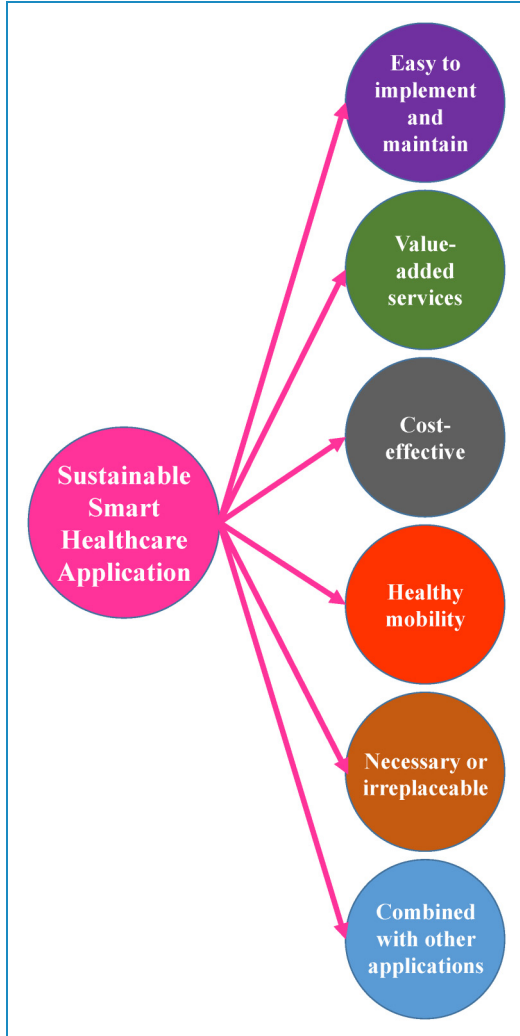 Easy to
implement
and
maintain
Value-
added
services
Cost-
effective
Sustainable
Smart
Healthcare
Application
Healthy
mobility
Necessary or
irreplaceable
Combined
with other
applications